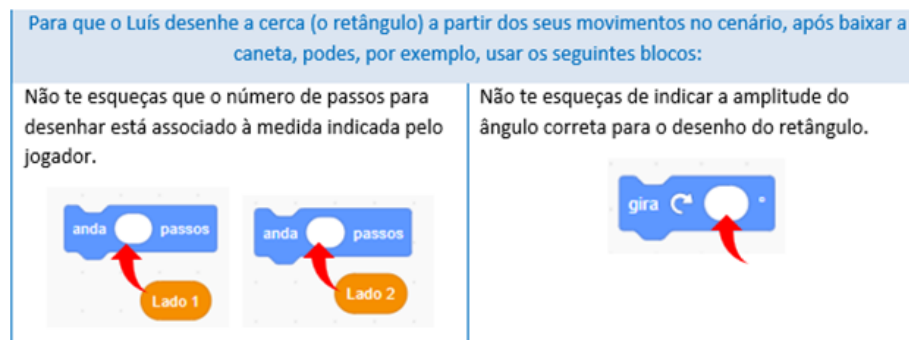 Para que o Luís desenhe a cerca (o retângulo) a partir dos seus movimentos no cenário, após baixar a
caneta, podes, por exemplo, usar os seguintes blocos:
Não te esqueças que o número de passos para
desenhar está associado à medida indicada pelo
jogador.
anda passos
Lado 1
anda passos
Lado 2
Não te esqueças de indicar a amplitude do
ângulo correta para o desenho do retângulo.
gira °